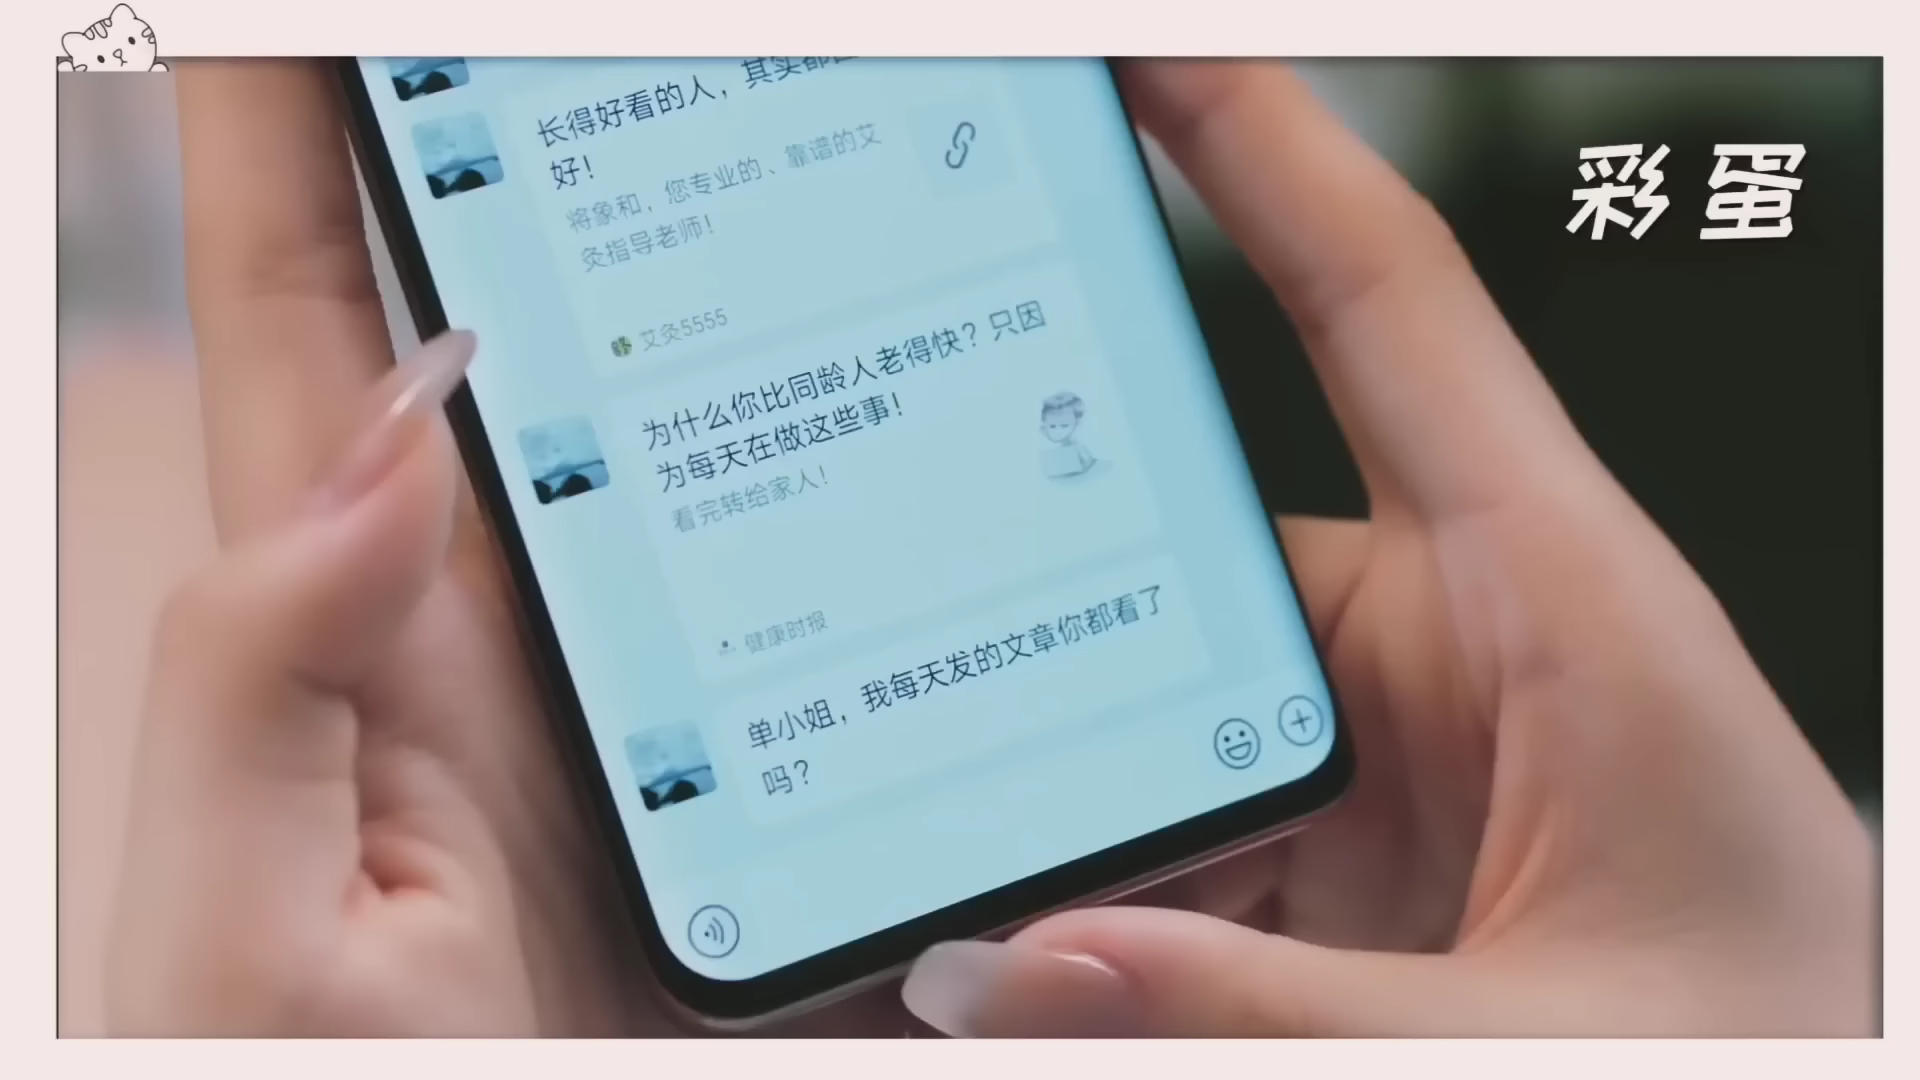 长得好看的人，其实都
好！
将象和，您专业的、靠谱的艾
灸指导老师！
艾灸5555
为什么你比同龄人老得快？只因
为每天在做这些事！
看完转给家人！
健康时报
单小姐，我每天发的文章你都看了
吗？
彩蛋